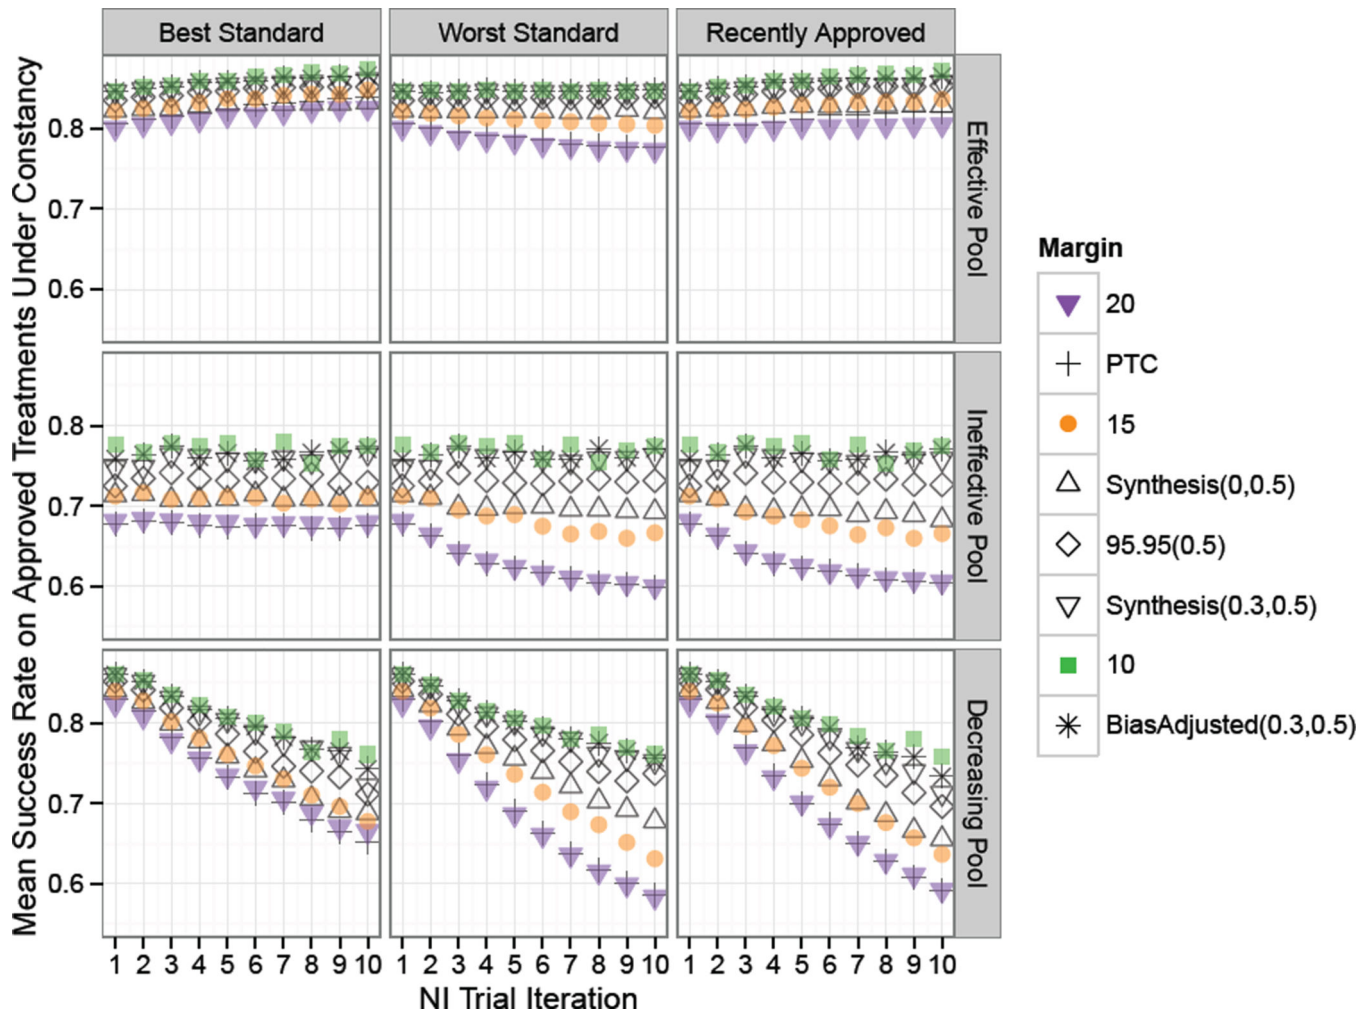 Best Standard
Worst Standard
Recently Approved
Mean Success Rate on Approved Treatments Under Constancy
0.8
0.7
0.6
Effective Pool
0.8
0.7
0.6
Ineffective Pool
0.8
0.7
0.6
Decreasing Pool
1 2 3 4 5 6 7 8 9 10
1 2 3 4 5 6 7 8 9 10
1 2 3 4 5 6 7 8 9 10
NI Trial Iteration
Margin
20
PTC
15
Synthesis(0,0.5)
95.95(0.5)
Synthesis(0.3,0.5)
10
BiasAdjusted(0.3,0.5)